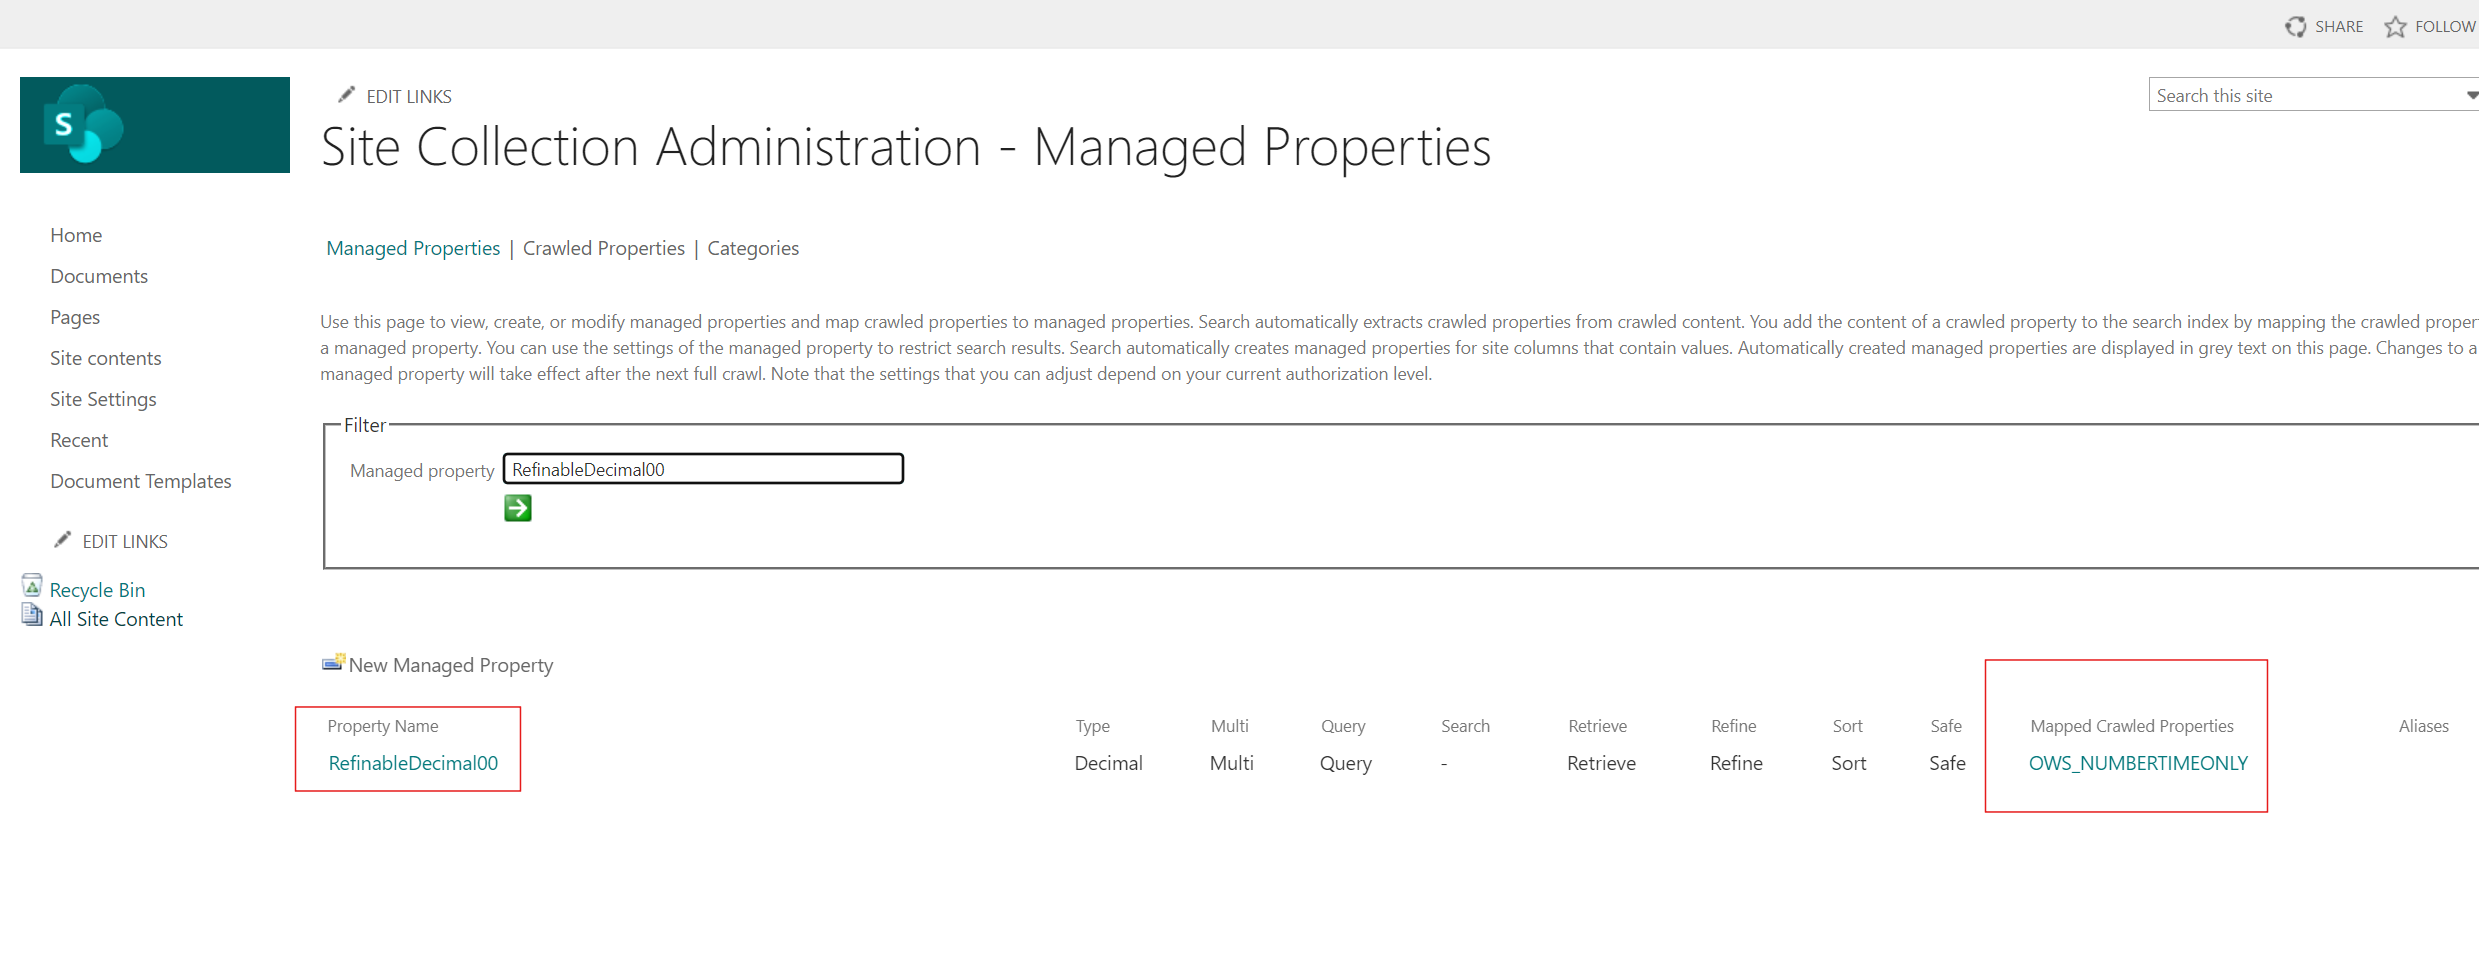 SHARE FOLLOW
S
EDIT LINKS
Search this site
Site Collection Administration - Managed Properties
Home
Documents
Pages
Site contents
Site Settings
Recent
Document Templates
EDIT LINKS
Recycle Bin
All Site Content
Managed Properties | Crawled Properties | Categories
Use this page to view, create, or modify managed properties and map crawled properties to managed properties. Search automatically extracts crawled properties from crawled content. You add the content of a crawled property to the search index by mapping the crawled proper
a managed property. You can use the settings of the managed property to restrict search results. Search automatically creates managed properties for site columns that contain values. Automatically created managed properties are displayed in grey text on this page. Changes to a
managed property will take effect after the next full crawl. Note that the settings that you can adjust depend on your current authorization level.
Filter
Managed property RefinableDecimal00
New Managed Property
Property Name Type Multi Query Search Retrieve Refine Sort Safe Mapped Crawled Properties Aliases
RefinableDecimal00 Decimal Multi Query - Retrieve Refine Sort Safe OWS_NUMBERTIMEONLY